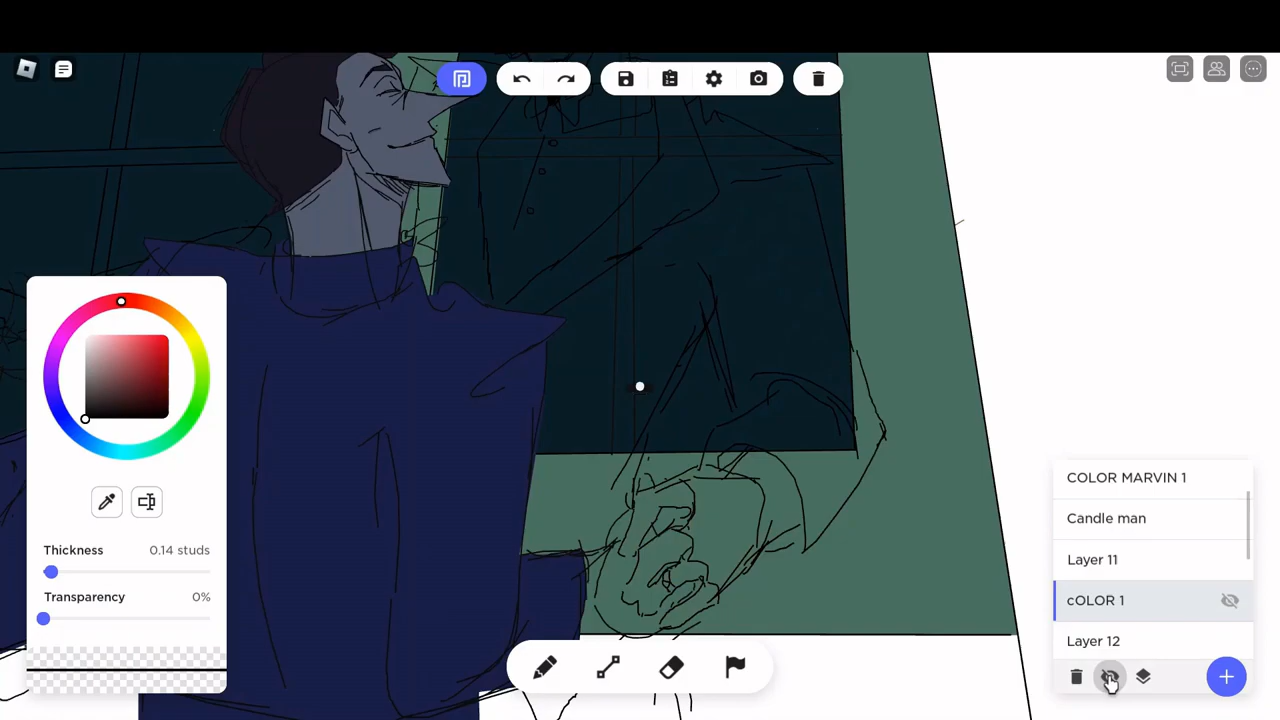 Thickness 0.14 studs
Transparency 0%
COLOR MARVIN 1
Candle man
Layer 11
cOLOR 1
Layer 12